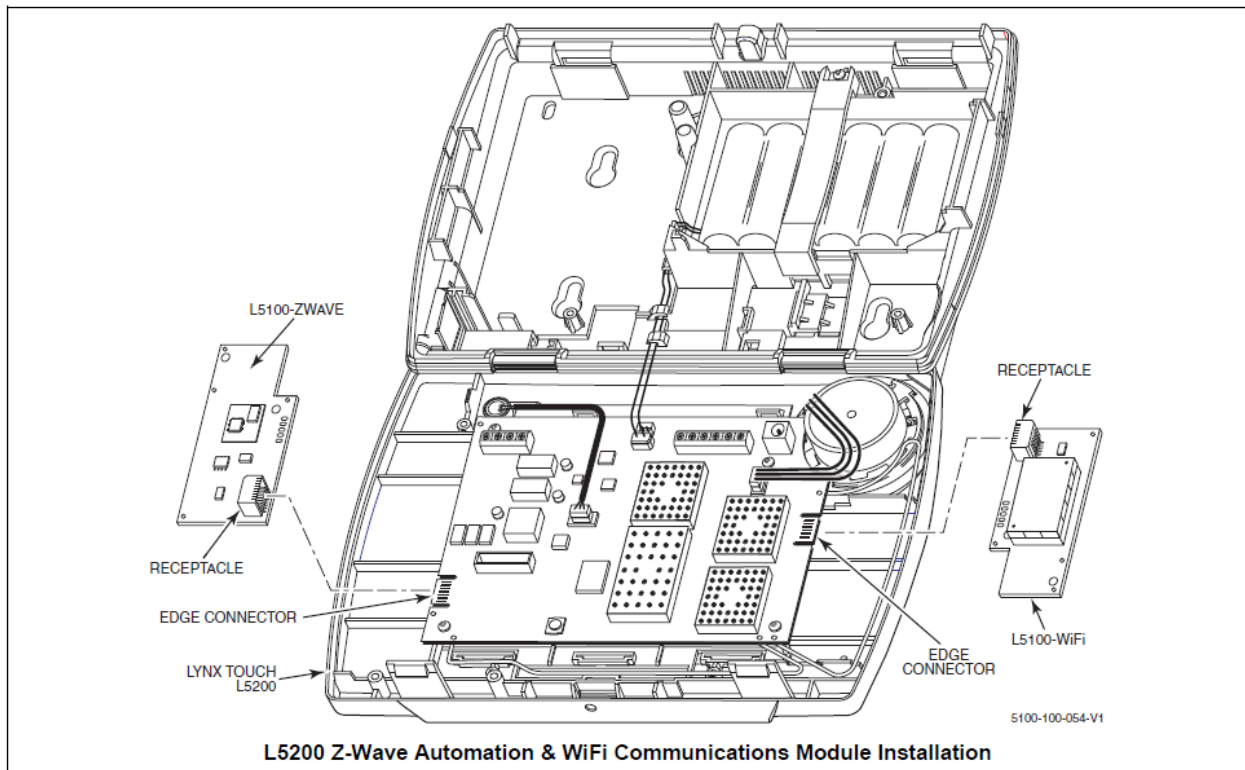 L5100-ZWAVE
RECEPTACLE
RECEPTACLE
EDGE CONNECTOR
LYNX TOUCH
L5200
L5100-WiFi
EDGE
CONNECTOR
5100-100-054-V1
L5200 Z-Wave Automation & WiFi Communications Module Installation